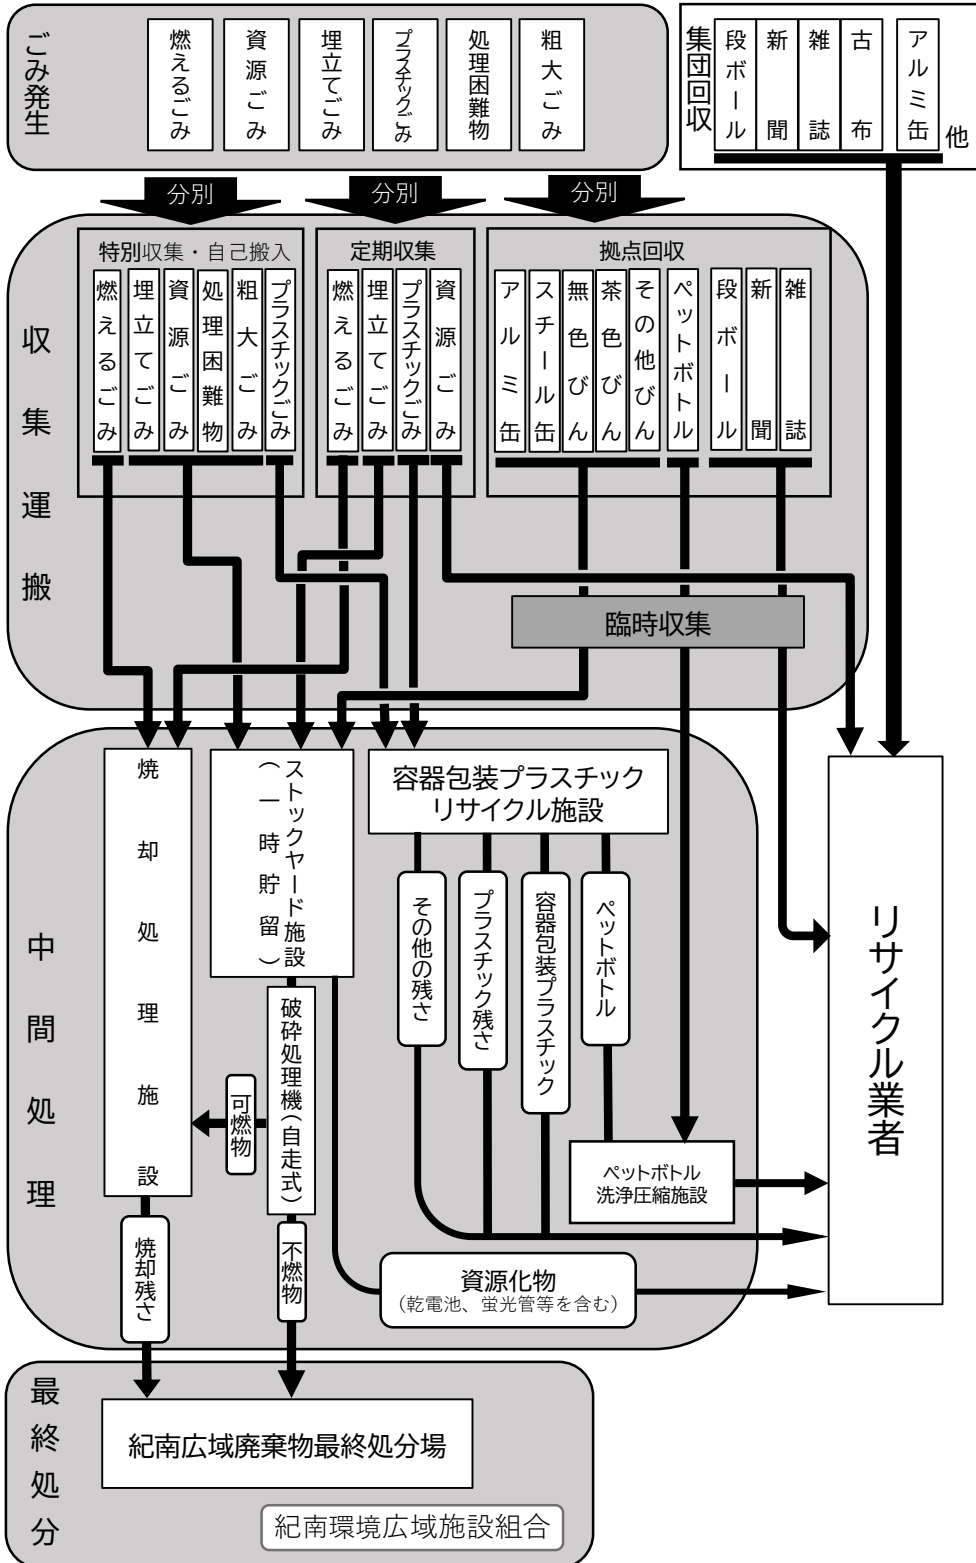 ごみ発生
燃えるごみ
資源ごみ
埋立てごみ
プラスチックごみ
処理困難物
粗大ごみ
集団回収
段ボール
新聞
雑誌
古布
アルミ缶
他
分別
分別
分別
収集運搬
特別収集・自己搬入
燃えるごみ
埋立てごみ
資源ごみ
処理困難物
粗大ごみ
プラスチックごみ
定期収集
燃えるごみ
埋立てごみ
プラスチックごみ
資源ごみ
拠点回収
アルミ缶
スチール缶
無色びん
茶色びん
その他びん
ペットボトル
段ボール
新聞
雑誌
臨時収集
中間処理
焼却処理施設
ストックヤード施設
（一時貯留）
容器包装プラスチック
リサイクル施設
その他の残さ
プラスチック残さ
容器包装プラスチック
ペットボトル
リサイクル業者
破砕処理機（自走式）
可燃物
ペットボトル
洗浄圧縮施設
焼却残さ
不燃物
資源化物
（乾電池、蛍光管等を含む）
最終処分
紀南広域廃棄物最終処分場
紀南環境広域施設組合